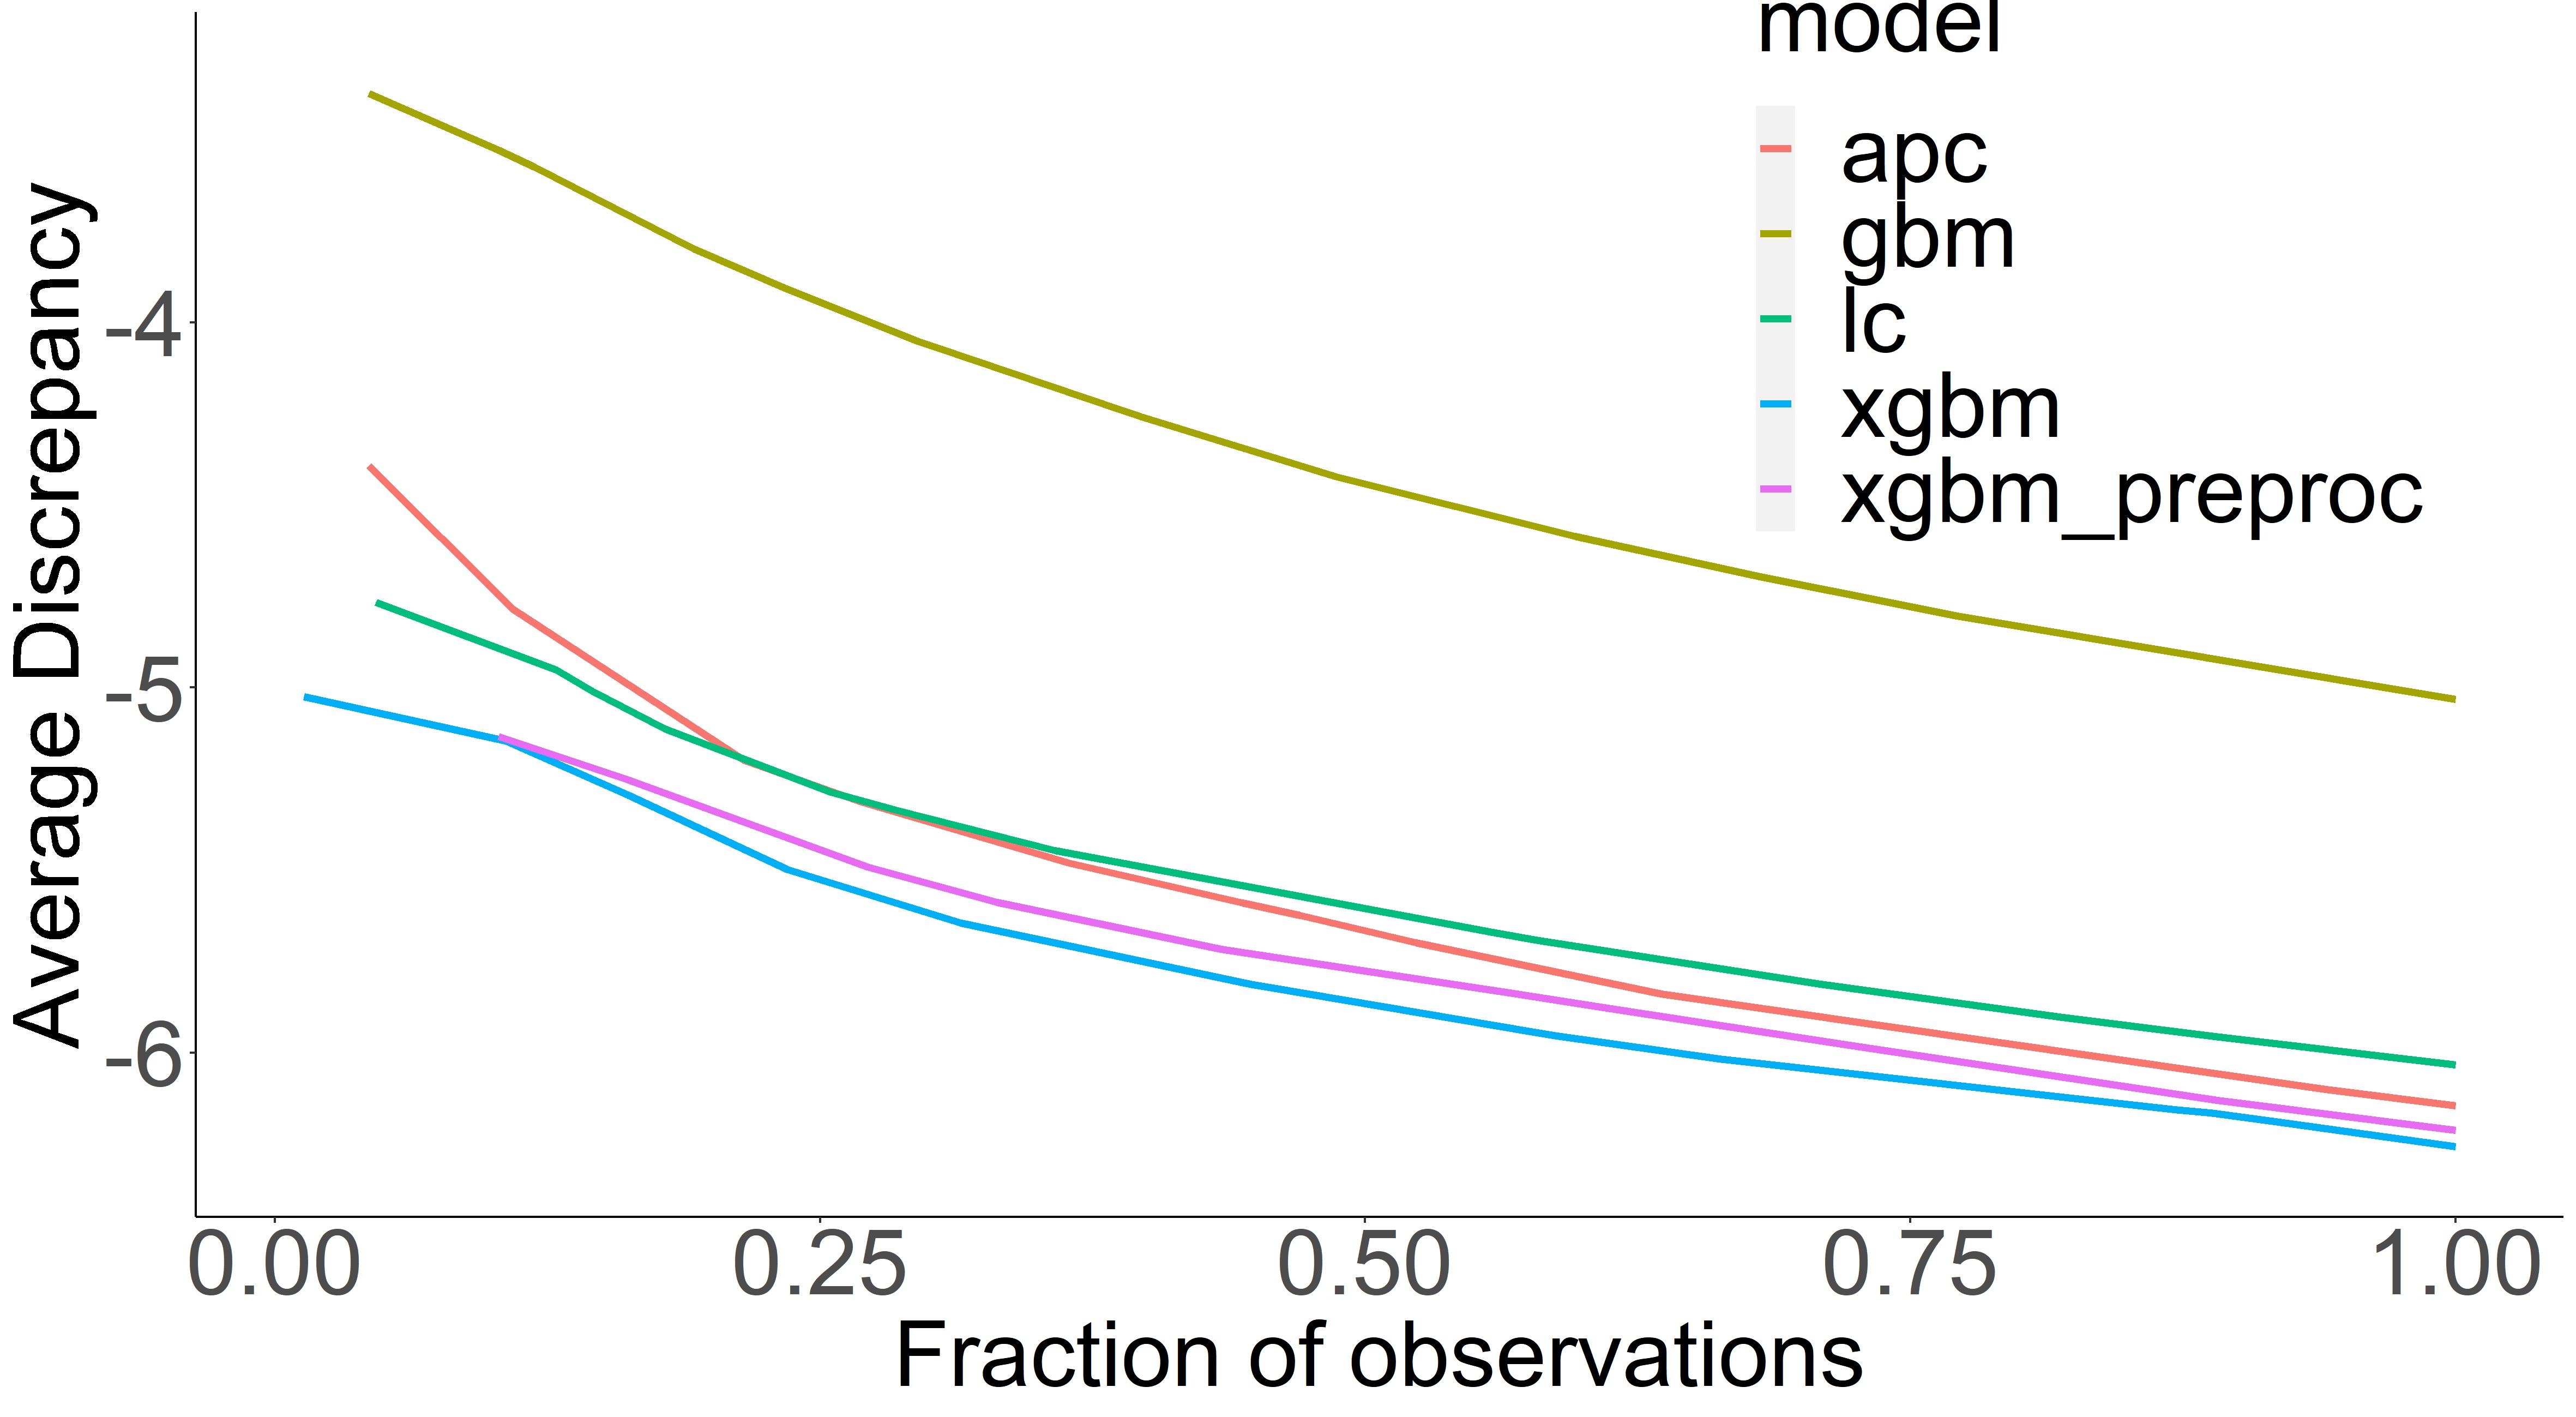 model
apc
gbm
lc
xgbm
xgbm_preproc
Average Discrepancy
-4
-5
-6
0.00 0.25 0.50 0.75 1.00
Fraction of observations